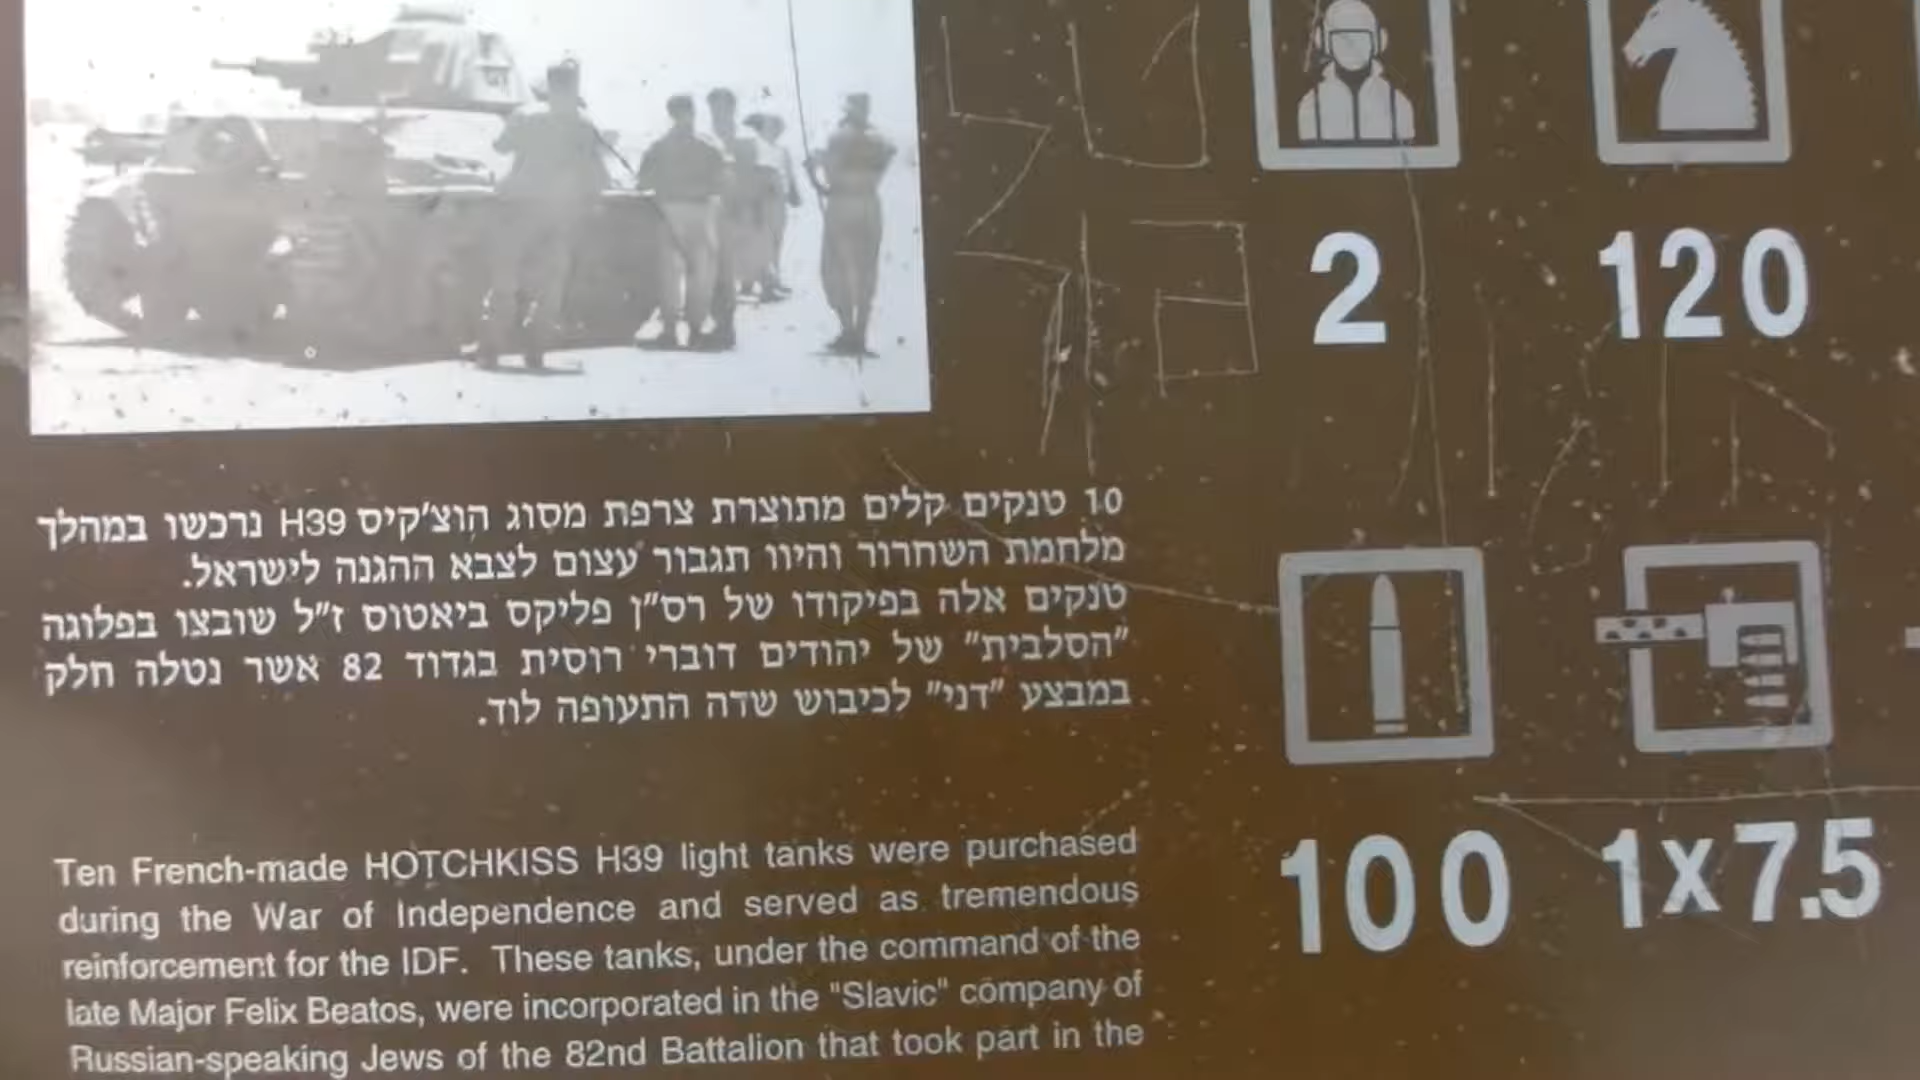 10 טנקים קלים מתוצרת צרפת מסוג הוצ'קיס H39 נרכשו במהלך
מלחמת השחרור והיוו תגבור עצום לצבא ההגנה לישראל.
טנקים אלה בפיקודו של רס"ן פליקס ביאטוס ז"ל שובצו בפלוגה
"הסלבית" של יהודים דוברי רוסית בגדוד 82 אשר נטלה חלק
במבצע "דני" לכיבוש שדה התעופה לוד.
Ten French-made HOTCHKISS H39 light tanks were purchased
during the War of Independence and served as tremendous
reinforcement for the IDF. These tanks, under the command of the
late Major Felix Beatos, were incorporated in the "Slavic" company of
Russian-speaking Jews of the 82nd Battalion that took part in the
2
120
100
1x7.5